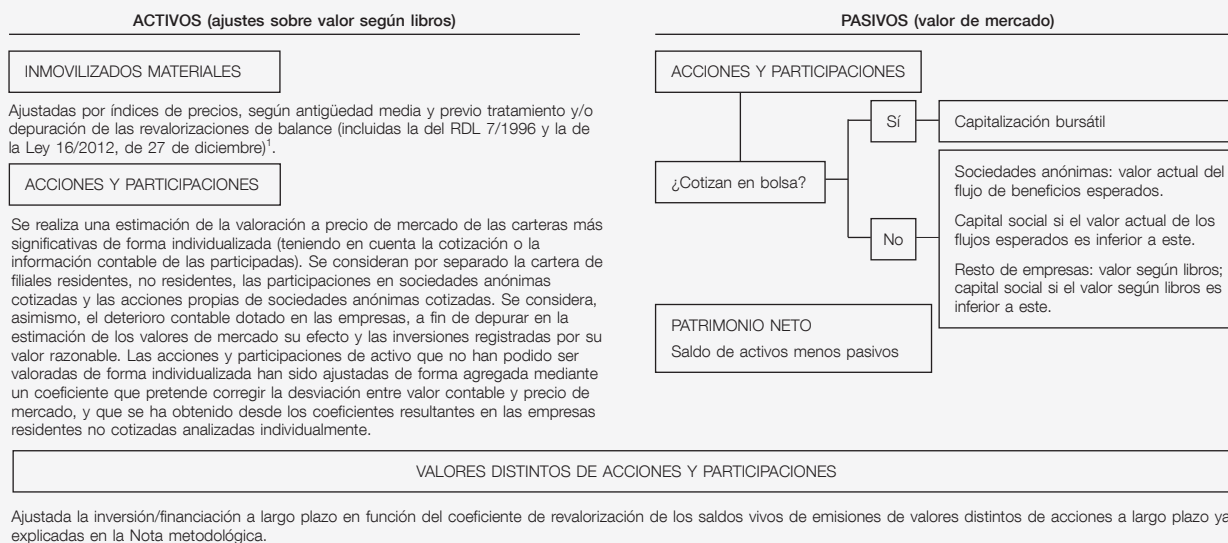 ACTIVOS (ajustes sobre valor según libros)
INMOVILIZADOS MATERIALES
Ajustadas por índices de precios, según antigüedad media y previo tratamiento y/o
depuración de las revalorizaciones de balance (incluidas la del RDL 7/1996 y la de
la Ley 16/2012, de 27 de diciembre)¹.
ACCIONES Y PARTICIPACIONES
Se realiza una estimación de la valoración a precio de mercado de las carteras más
significativas de forma individualizada (teniendo en cuenta la cotización o la
información contable de las participadas). Se consideran por separado la cartera de
filiales residentes, no residentes, las participaciones en sociedades anónimas
cotizadas y las acciones propias de sociedades anónimas cotizadas. Se considera,
asimismo, el deterioro contable dotado en las empresas, a fin de depurar en la
estimación de los valores de mercado su efecto y las inversiones registradas por su
valor razonable. Las acciones y participaciones de activo que no han podido ser
valoradas de forma individualizada han sido ajustadas de forma agregada mediante
un coeficiente que pretende corregir la desviación entre valor contable y precio de
mercado, y que se ha obtenido desde los coeficientes resultantes en las empresas
residentes no cotizadas analizadas individualmente.
PASIVOS (valor de mercado)
ACCIONES Y PARTICIPACIONES
¿Cotizan en bolsa?
Sí
Capitalización bursátil
No
Sociedades anónimas: valor actual del
flujo de beneficios esperados.
Capital social si el valor actual de los
flujos esperados es inferior a este.
Resto de empresas: valor según libros;
capital social si el valor según libros es
inferior a este.
PATRIMONIO NETO
Saldo de activos menos pasivos
VALORES DISTINTOS DE ACCIONES Y PARTICIPACIONES
Ajustada la inversión/financiación a largo plazo en función del coeficiente de revalorización de los saldos vivos de emisiones de valores distintos de acciones a largo plazo ya
explicadas en la Nota metodológica.